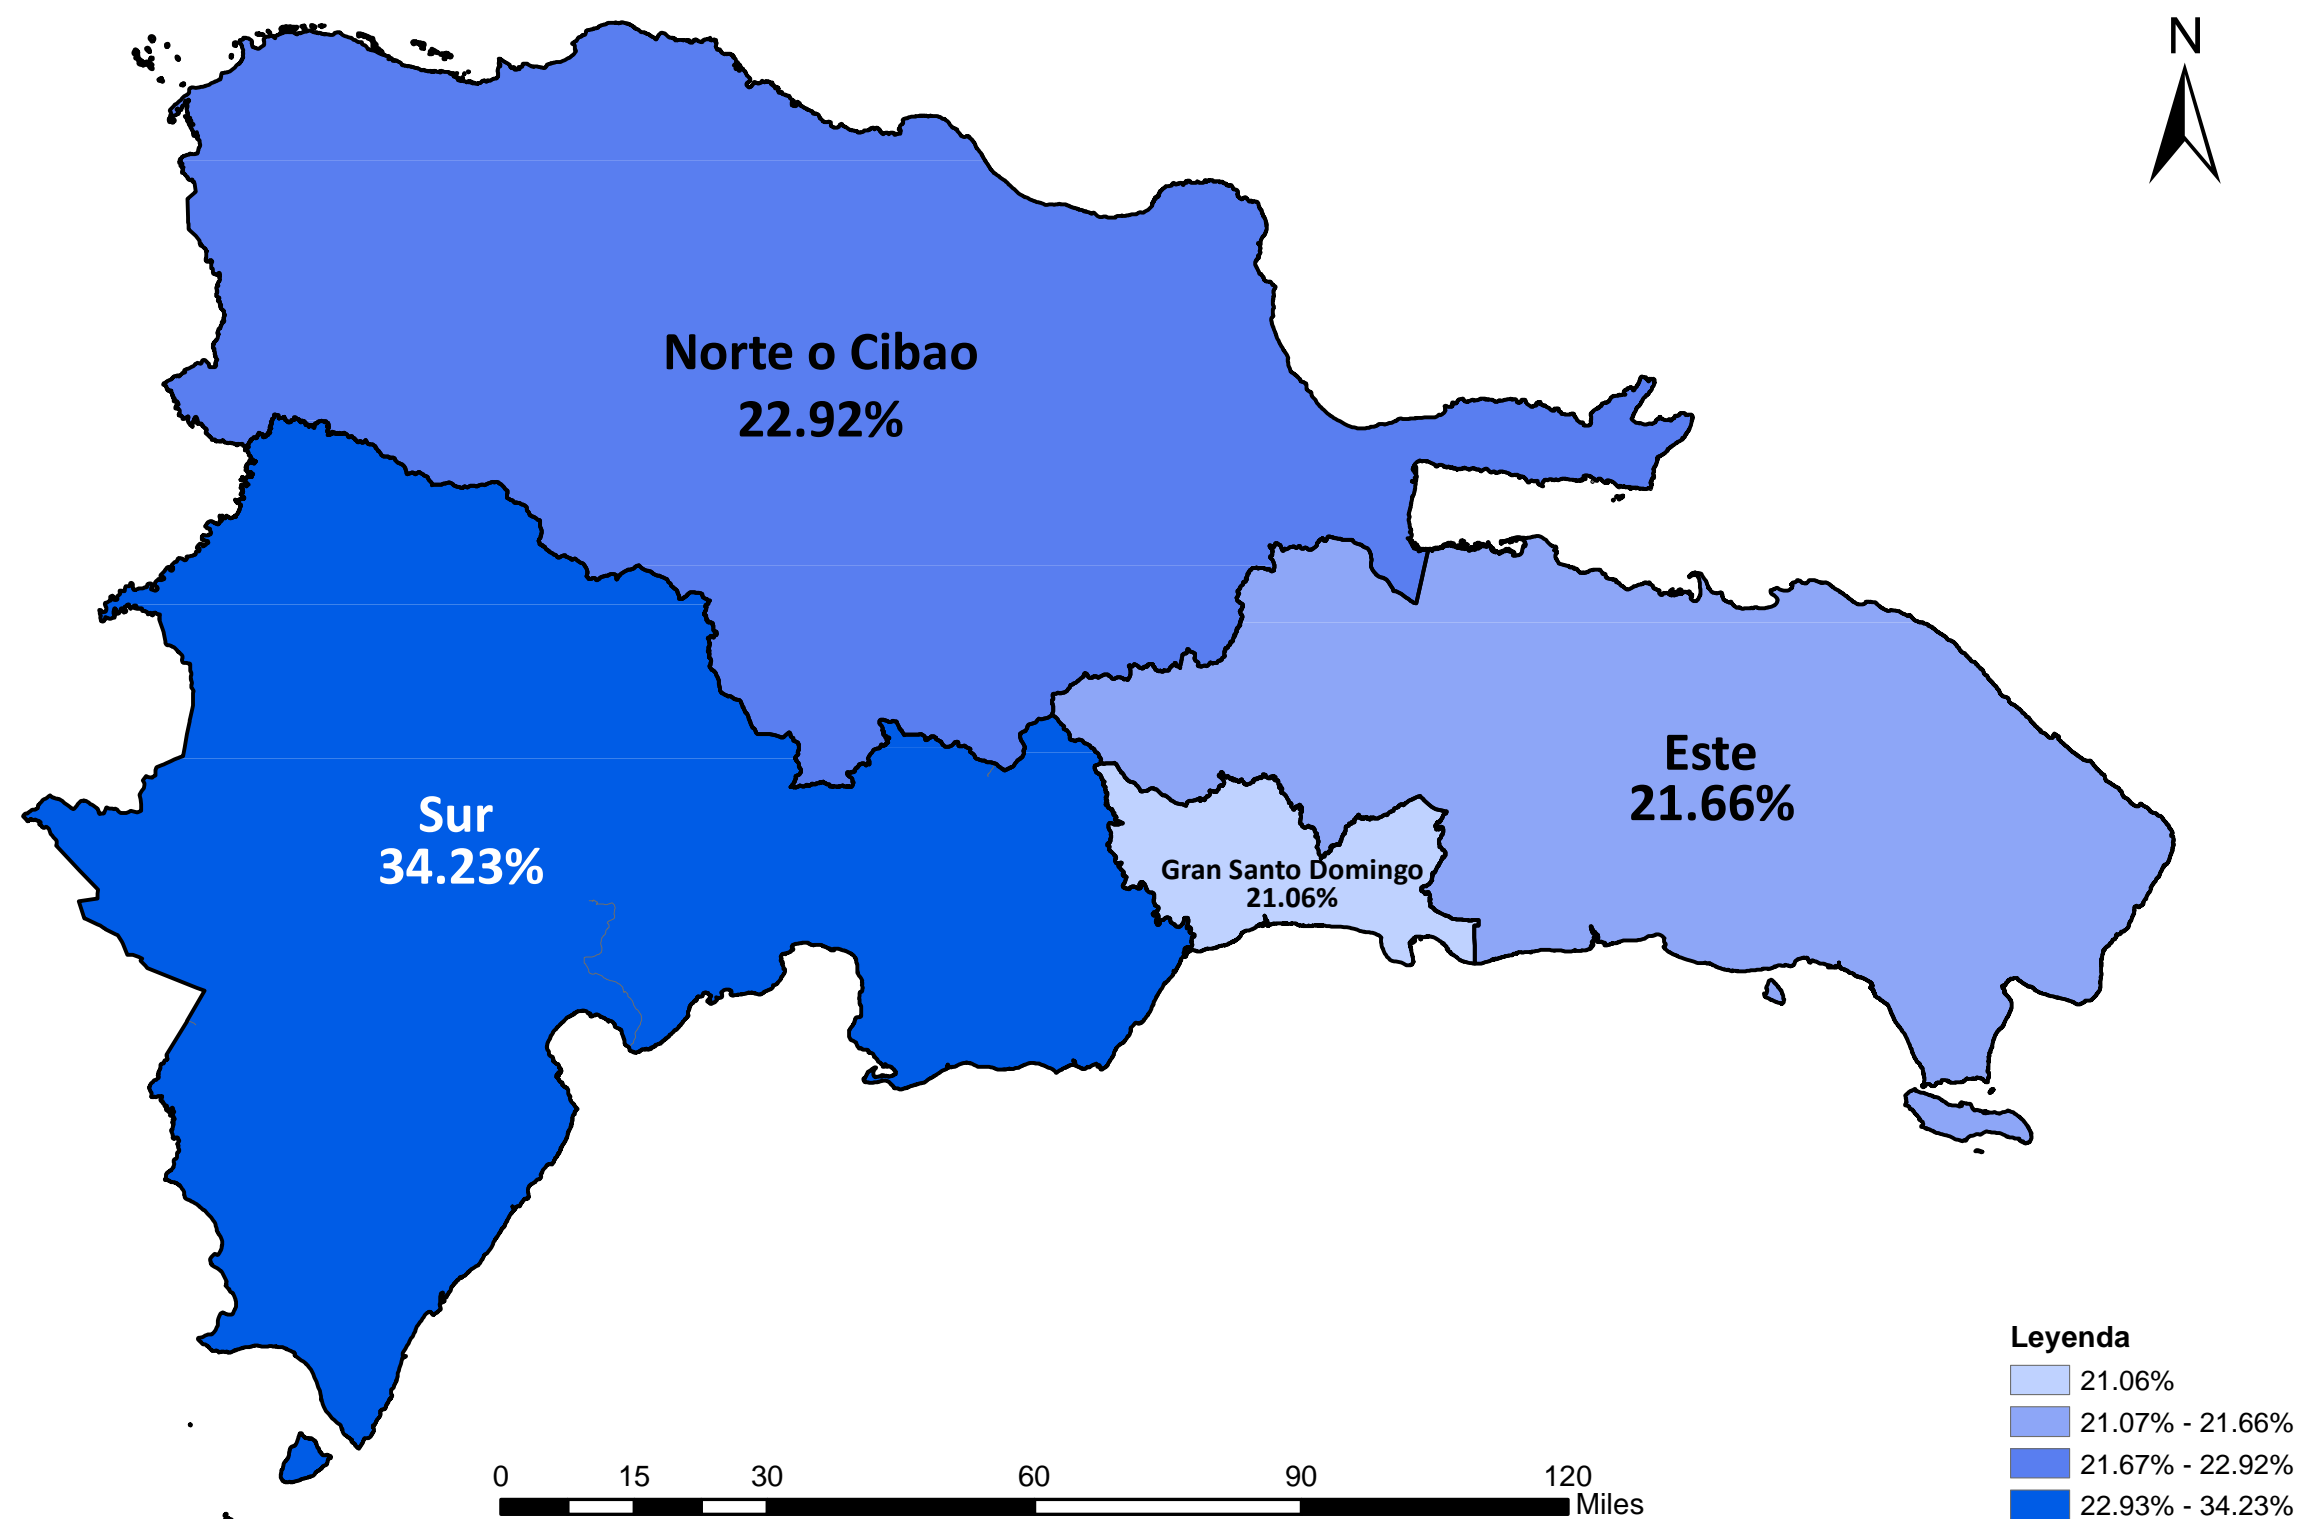 N
Norte o Cibao
22.92%
Este
21.66%
Sur
34.23%
Gran Santo Domingo
21.06%
Leyenda
21.06%
21.07% - 21.66%
21.67% - 22.92%
22.93% - 34.23%
0 15 30 60 90 120
Miles